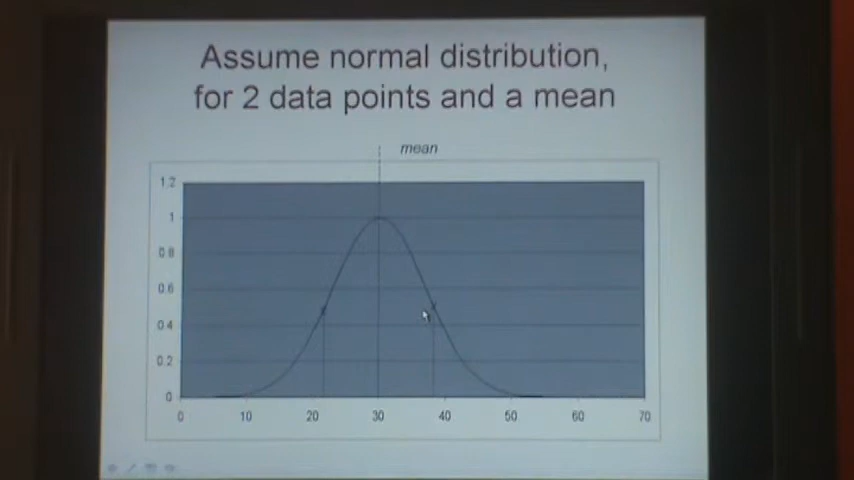 Assume normal distribution,
for 2 data points and a mean
mean
1.2
1
0.8
0.6
0.4
0.2
0
0 10 20 30 40 50 60 70